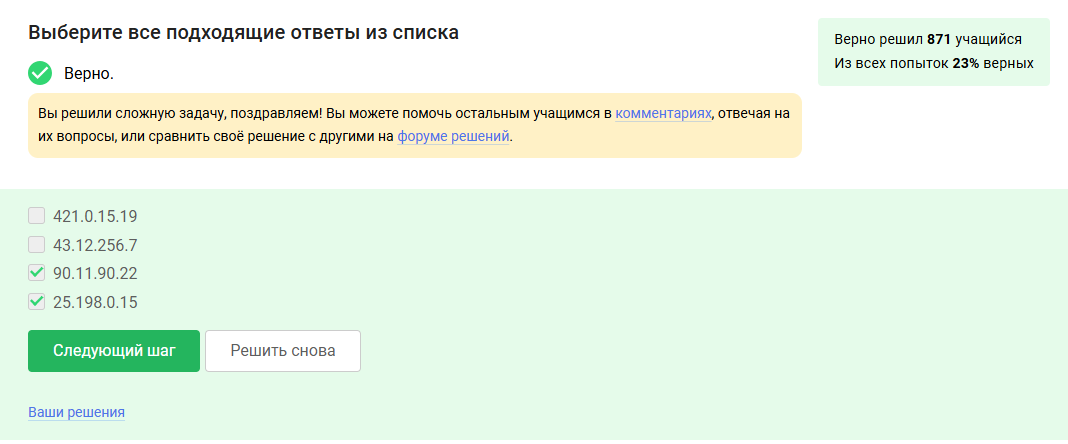 Выберите все подходящие ответы из списка
Верно.
Вы решили сложную задачу, поздравляем! Вы можете помочь остальным учащимся в комментариях, отвечая на
их вопросы, или сравнить своё решение с другими на форуме решений.
Верно решил 871 учащийся
Из всех попыток 23% верных
421.0.15.19
43.12.256.7
90.11.90.22
25.198.0.15
Следующий шаг
Решить снова
Ваши решения